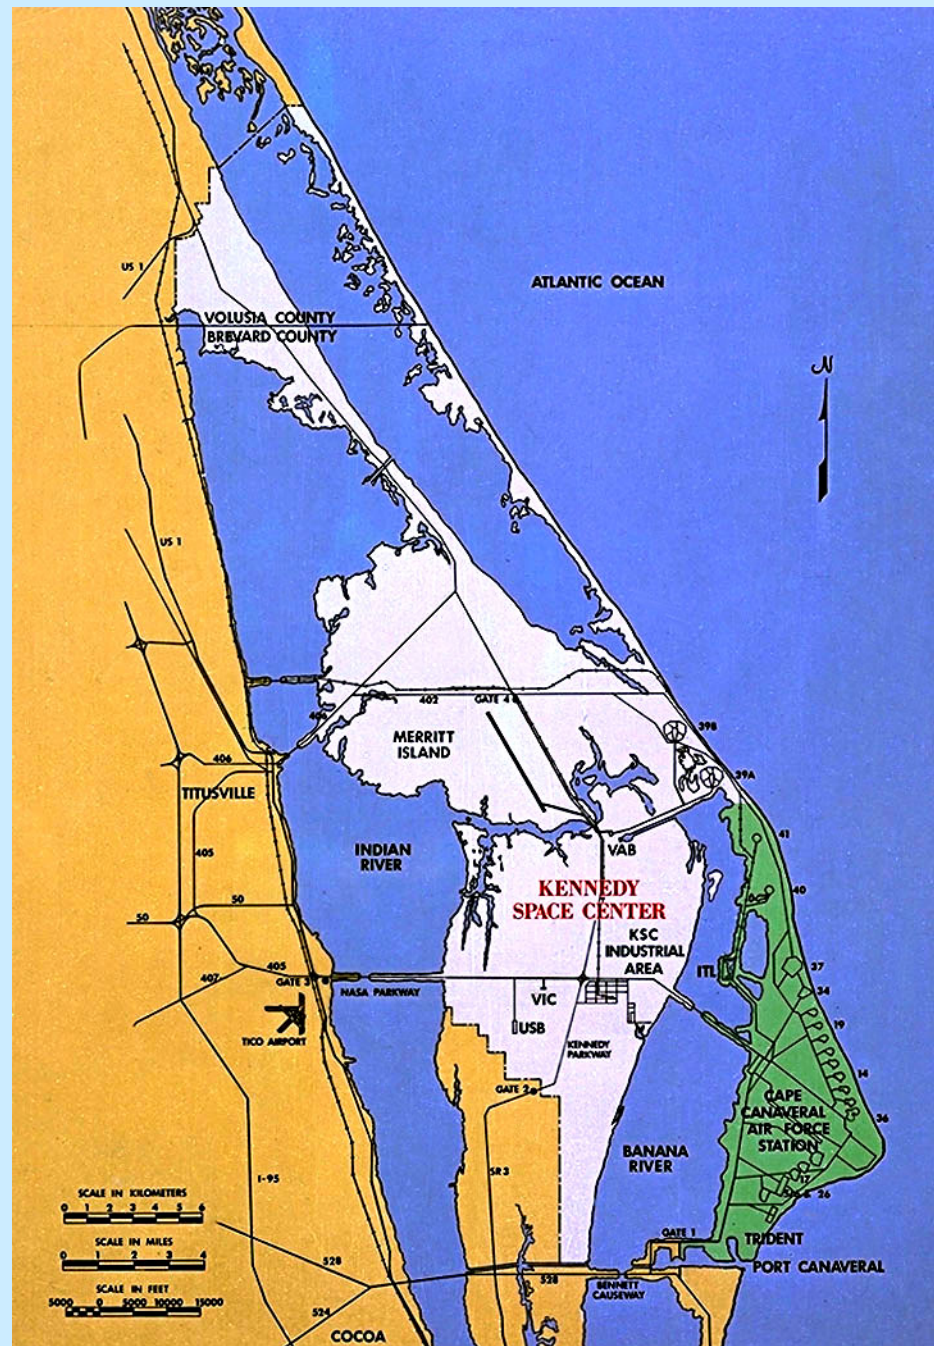 US 1
ATLANTIC OCEAN
VOLUSIA COUNTY
BREVARD COUNTY
N
US 1
402
GATE 4
406
39B
MERRITT
ISLAND
406
39A
TITUSVILLE
405
INDIAN
RIVER
VAB
41
KENNEDY
SPACE CENTER
40
50
50
KSC
INDUSTRIAL
AREA
405
407
GATE 3
NASA PARKWAY
ITL
37
VIC
34
USB
TICO AIRPORT
KENNEDY
PARKWAY
19
14
GATE 2
CAPE
CANAVERAL
AIR FORCE
STATION
36
BANANA
RIVER
I-95
SR 3
17
26
SCALE IN KILOMETERS
0 1 2 3 4 5 6
SCALE IN MILES
0 1 2 3 4
SCALE IN FEET
5000 0 5000 10000 15000
GATE 1
TRIDENT
PORT CANAVERAL
528
528
BENNETT
CAUSEWAY
524
COCOA